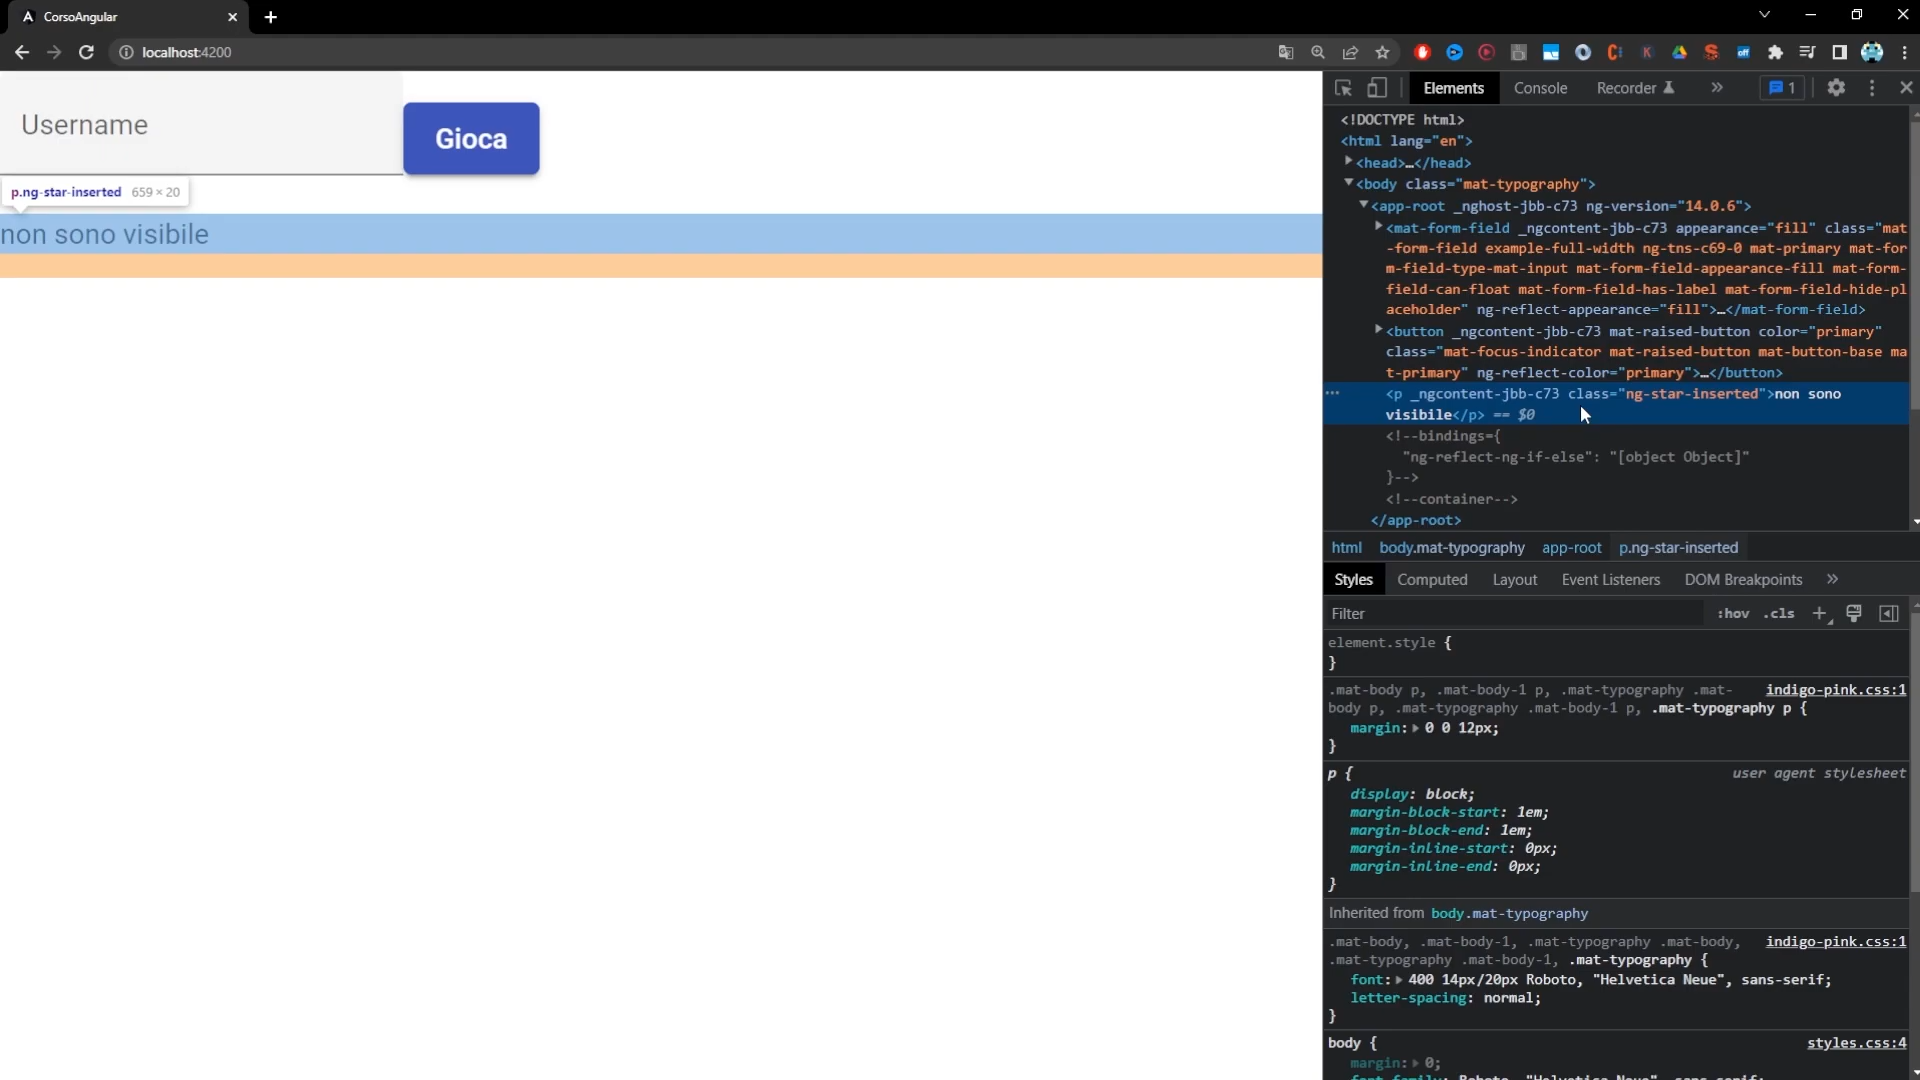 CorsoAngular
localhost:4200
Username
Gioca
p.ng-star-inserted 659 × 20
non sono visibile
Elements Console Recorder 1
<!DOCTYPE html>
<html lang="en">
<head>…</head>
<body class="mat-typography">
<app-root _nghost-jbb-c73 ng-version="14.0.6">
<mat-form-field _ngcontent-jbb-c73 appearance="fill" class="mat
-form-field example-full-width ng-tns-c69-0 mat-primary mat-for
m-field-type-mat-input mat-form-field-appearance-fill mat-form-
field-can-float mat-form-field-has-label mat-form-field-hide-pl
aceholder" ng-reflect-appearance="fill">…</mat-form-field>
<button _ngcontent-jbb-c73 mat-raised-button color="primary"
class="mat-focus-indicator mat-raised-button mat-button-base ma
t-primary" ng-reflect-color="primary">…</button>
<p _ngcontent-jbb-c73 class="ng-star-inserted">non sono
visibile</p> == $0
<!--bindings={
"ng-reflect-ng-if-else": "[object Object]"
}-->
<!--container-->
</app-root>
html body.mat-typography app-root p.ng-star-inserted
Styles Computed Layout Event Listeners DOM Breakpoints
Filter :hov .cls
element.style {
}
.mat-body p, .mat-body-1 p, .mat-typography .mat- indigo-pink.css:1
body p, .mat-typography .mat-body-1 p, .mat-typography p {
margin: 0 0 12px;
}
p { user agent stylesheet
display: block;
margin-block-start: 1em;
margin-block-end: 1em;
margin-inline-start: 0px;
margin-inline-end: 0px;
}
Inherited from body.mat-typography
.mat-body, .mat-body-1, .mat-typography .mat-body, indigo-pink.css:1
.mat-typography .mat-body-1, .mat-typography {
font: 400 14px/20px Roboto, "Helvetica Neue", sans-serif;
letter-spacing: normal;
}
body { styles.css:4
margin: 0;
font-family: Roboto, "Helvetica Neue", sans-serif;